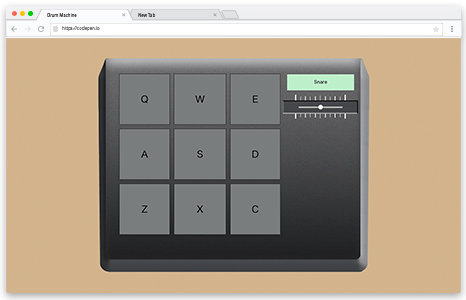 Drum Machine
New Tab
https://codepen.io
Q W E
Snare
A S D
Z X C